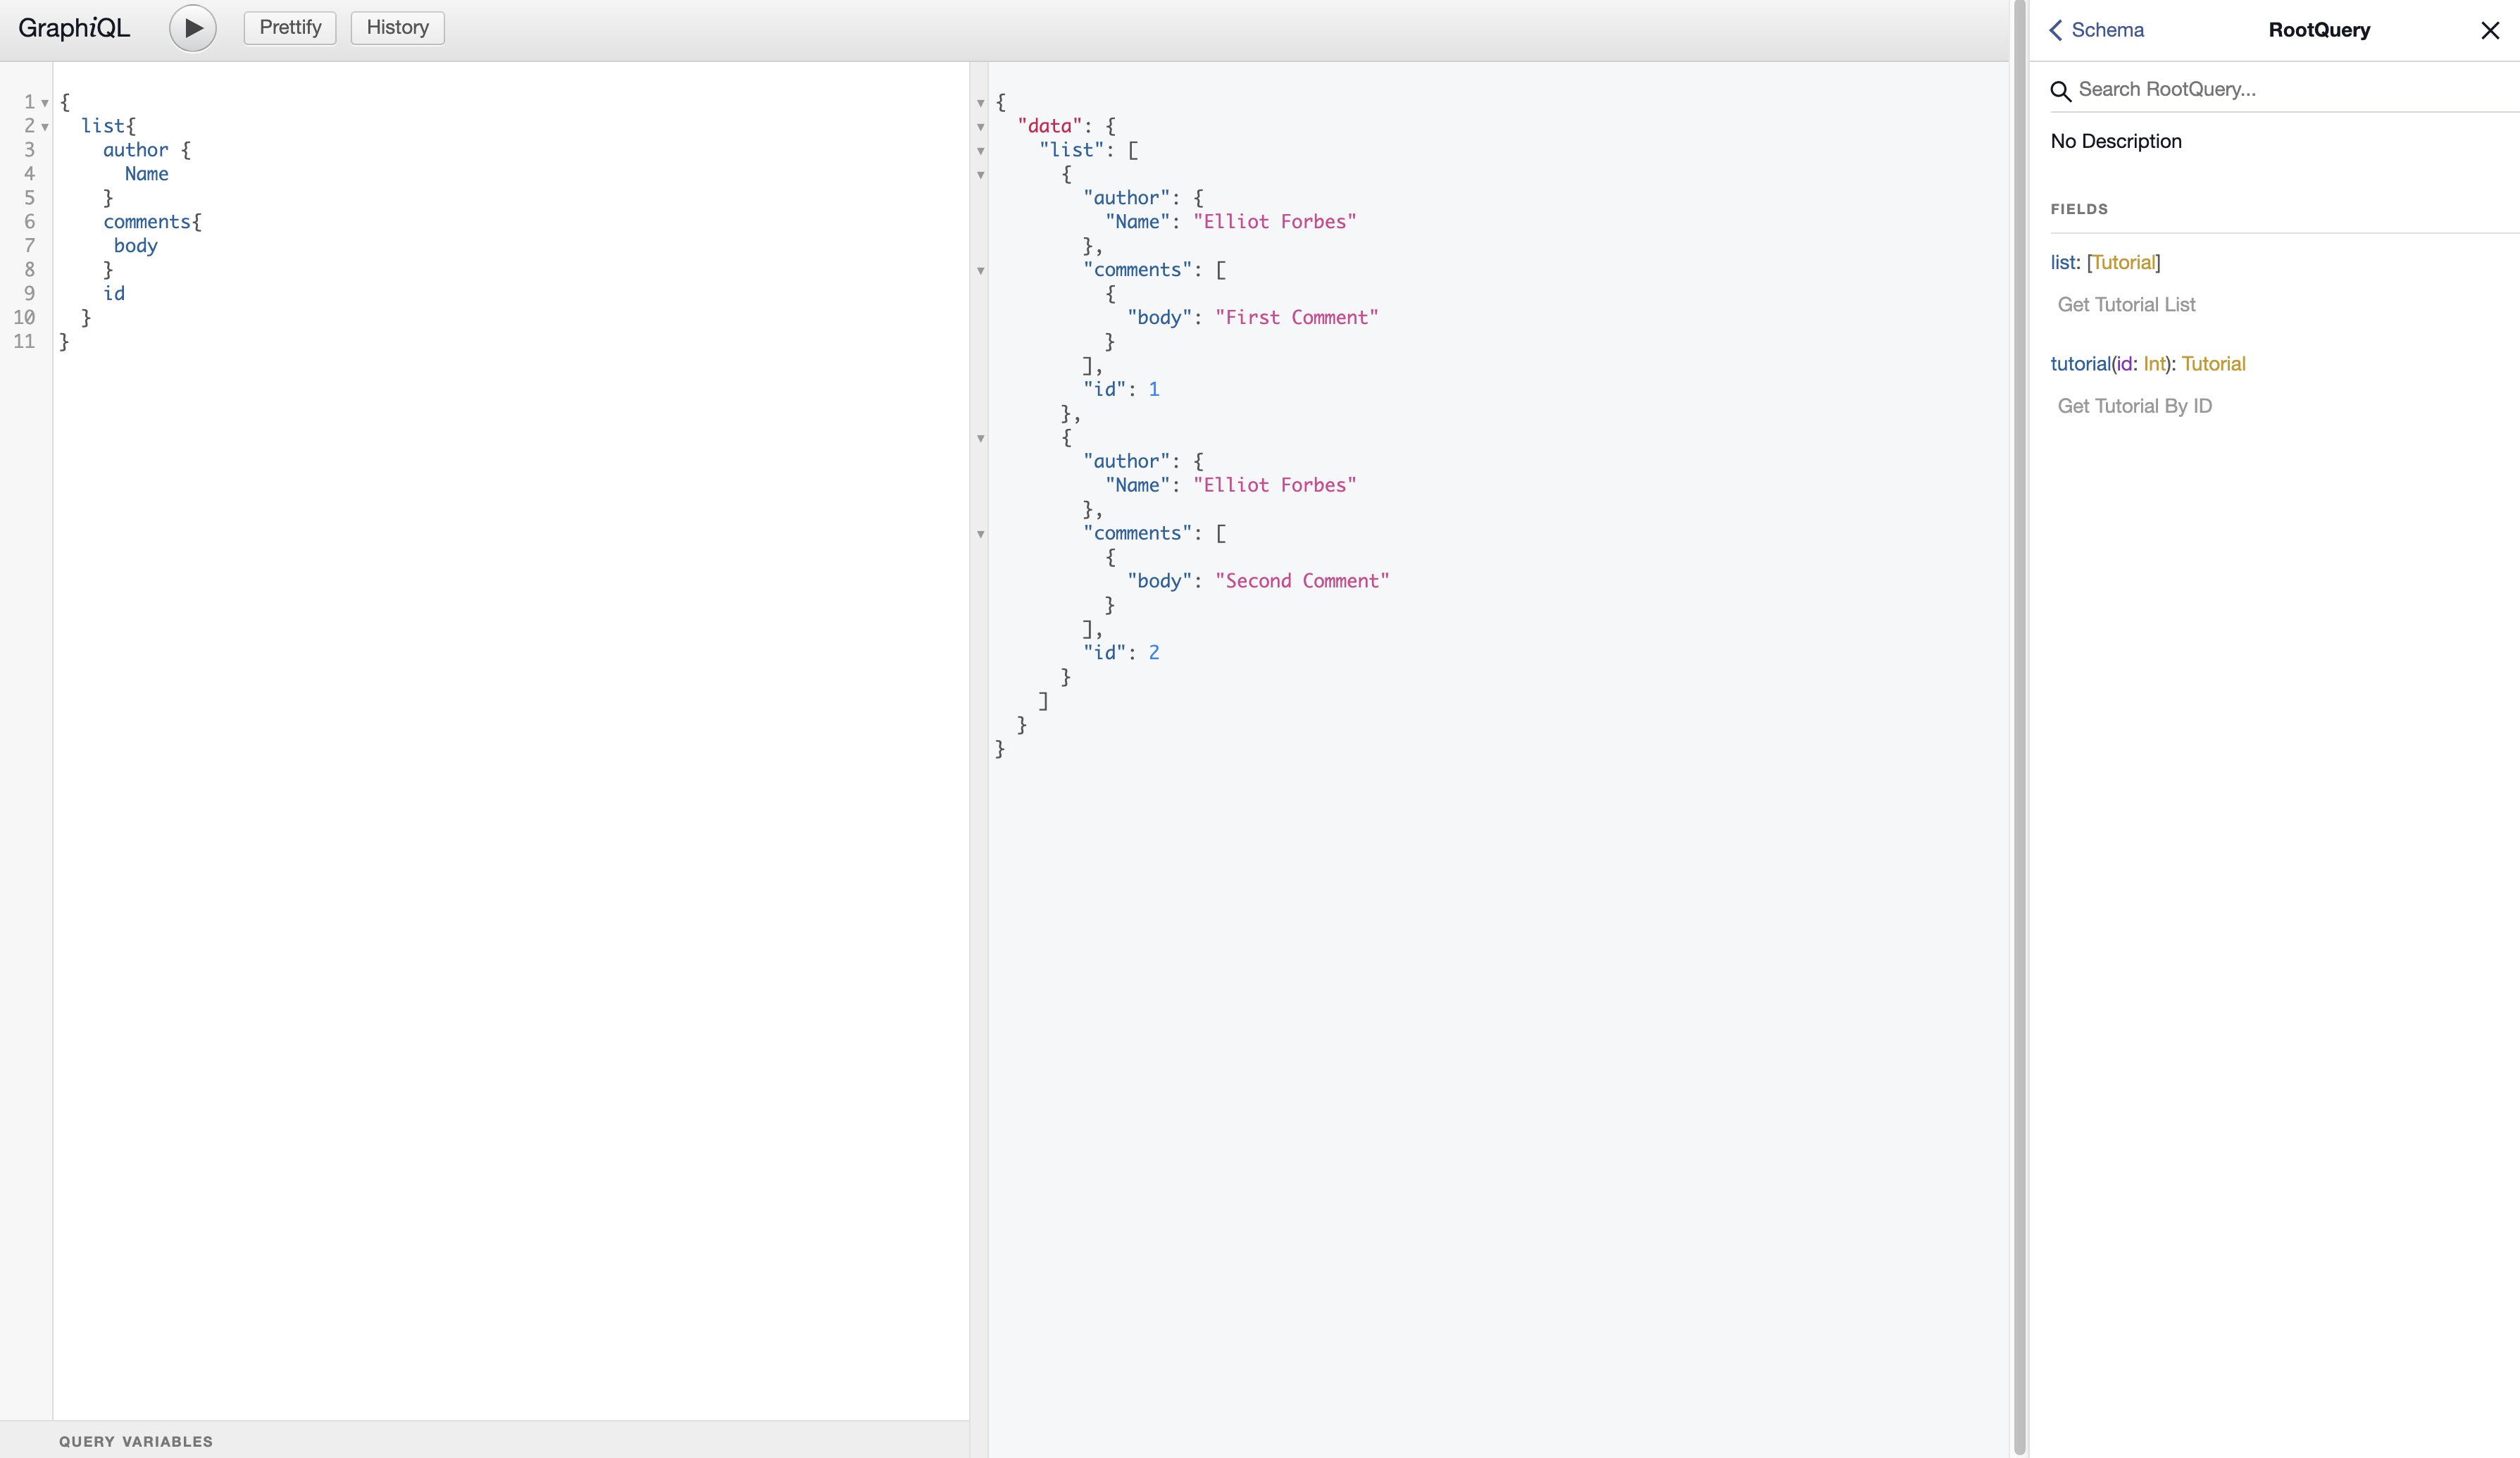 GraphiQL
Prettify
History
1 {
2   list{
3     author {
4       Name
5     }
6     comments{
7      body
8     }
9     id
10   }
11 }
QUERY VARIABLES
{
  "data": {
    "list": [
      {
        "author": {
          "Name": "Elliot Forbes"
        },
        "comments": [
          {
            "body": "First Comment"
          }
        ],
        "id": 1
      },
      {
        "author": {
          "Name": "Elliot Forbes"
        },
        "comments": [
          {
            "body": "Second Comment"
          }
        ],
        "id": 2
      }
    ]
  }
}
Schema
RootQuery
Search RootQuery...
No Description
FIELDS
list: [Tutorial]
Get Tutorial List
tutorial(id: Int): Tutorial
Get Tutorial By ID